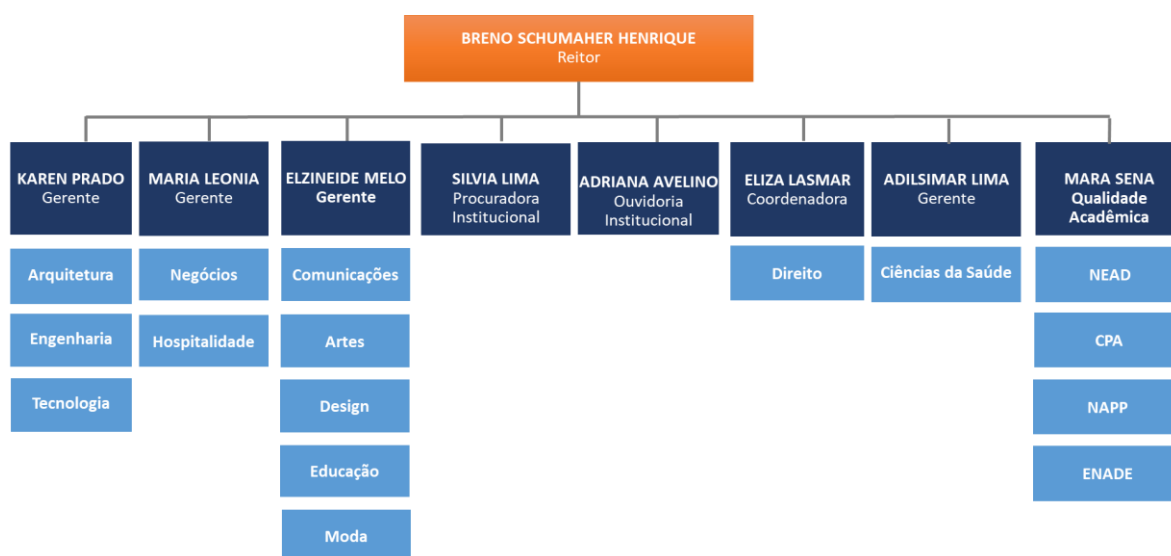 BRENO SCHUMAHER HENRIQUE
Reitor
KAREN PRADO
Gerente
Arquitetura
Engenharia
Tecnologia
MARIA LEONIA
Gerente
Negócios
Hospitalidade
ELZINEIDE MELO
Gerente
Comunicações
Artes
Design
Educação
Moda
SILVIA LIMA
Procuradora
Institucional
ADRIANA AVELINO
Ouvidoria
Institucional
ELIZA LASMAR
Coordenadora
Direito
ADILSIMAR LIMA
Gerente
Ciências da Saúde
MARA SENA
Qualidade
Acadêmica
NEAD
CPA
NAPP
ENADE